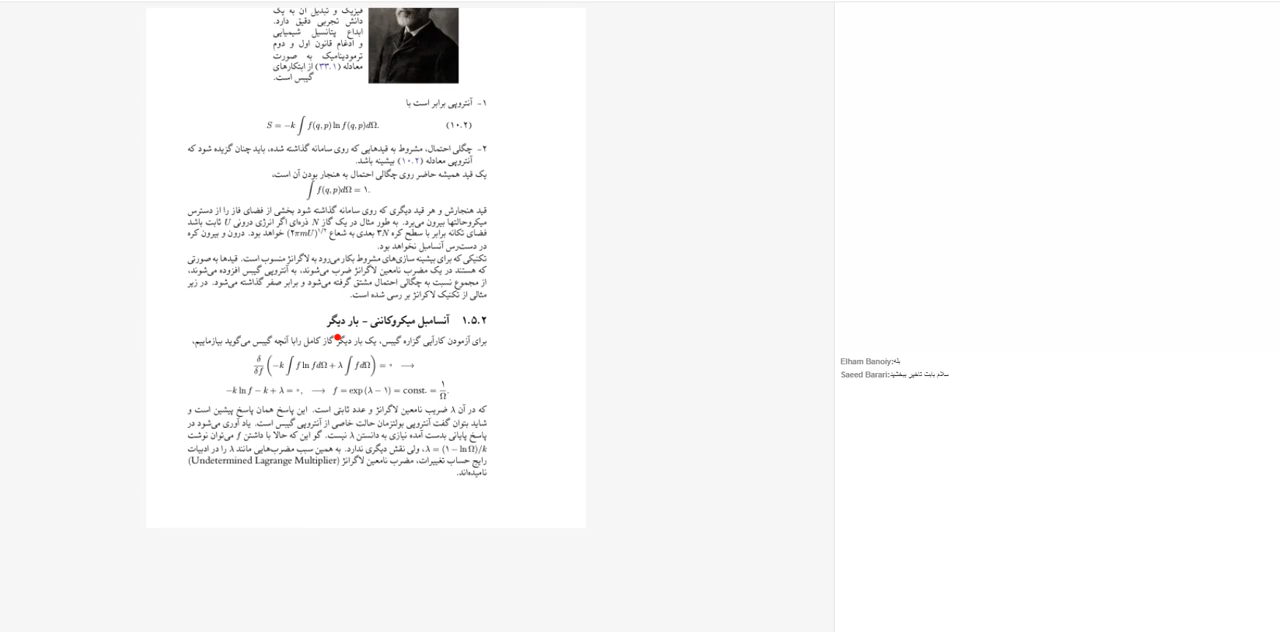 فیزیک و تبدیل آن به یک
دانش تجربی دقیق دارد.
ابداع پتانسیل شیمیایی
و ادغام قانون اول و دوم
ترمودینامیک به صورت
معادله (۳۳.۱) از ابتکارهای
گیبس است.
۱- آنتروپی برابر است با
S = −k ∫ f(q, p) ln f(q, p)dΩ. (۱۰.۲)
۲- چگلی احتمال، مشروط به قیدهایی که روی سامانه گذاشته شده، باید چنان گزیده شود که
آنتروپی معادله (۱۰.۲) بیشینه باشد.
یک قید همیشه حاضر روی چگالی احتمال به هنجار بودن آن است،
∫ f(q, p)dΩ = ۱.
قید هنجارش و هر قید دیگری که روی سامانه گذاشته شود بخشی از فضای فاز را از دسترس
میکروحالتها بیرون می‌برد. به طور مثال در یک گاز N ذره‌ای اگر انرژی درونی U ثابت باشد
فضای تکانه برابر با سطح کره ۳N بعدی به شعاع (۲πmU)^۱/۲ خواهد بود. درون و بیرون کره
در دست‌رس آنسامبل نخواهد بود.
تکنیکی که برای بیشینه سازی‌های مشروط بکار می‌رود به لاگرانژ منسوب است. قیدها به صورتی
که هستند در یک مضرب نامعین لاگرانژ ضرب می‌شوند، به آنتروپی گیبس افزوده می‌شوند،
از مجموع نسبت به چگالی احتمال مشتق گرفته می‌شود و برابر صفر گذاشته می‌شود. در زیر
مثالی از تکنیک لاکرانژ بر رسی شده است.
۱.۵.۲ آنسامبل میکروکاننی - بار دیگر
برای آزمودن کارآیی گزاره گیبس، یک بار دیگر گاز کامل رابا آنچه گیبس می‌گوید بیازماییم،
δ/δf (−k ∫ f ln fdΩ + λ ∫ fdΩ) = ۰ ⟶
−k ln f − k + λ = ۰, ⟶ f = exp (λ − ۱) = const. = ۱/Ω.
که در آن λ ضریب نامعین لاگرانژ و عدد ثابتی است. این پاسخ همان پاسخ پیشین است و
شاید بتوان گفت آنتروپی بولتزمان حالت خاصی از آنتروپی گیبس است. یاد آوری می‌شود در
پاسخ پایانی بدست آمده نیازی به دانستن λ نیست. گو این که حالا با داشتن f می‌توان نوشت
λ = (۱ − ln Ω)/k، ولی نقش دیگری ندارد. به همین سبب مضرب‌هایی مانند λ را در ادبیات
رایج حساب تغییرات، مضرب نامعین لاگرانژ (Undetermined Lagrange Multiplier)
نامیده‌اند.
Elham Banoiy:بله
Saeed Barari:سلام بابت تاخیر ببخشید